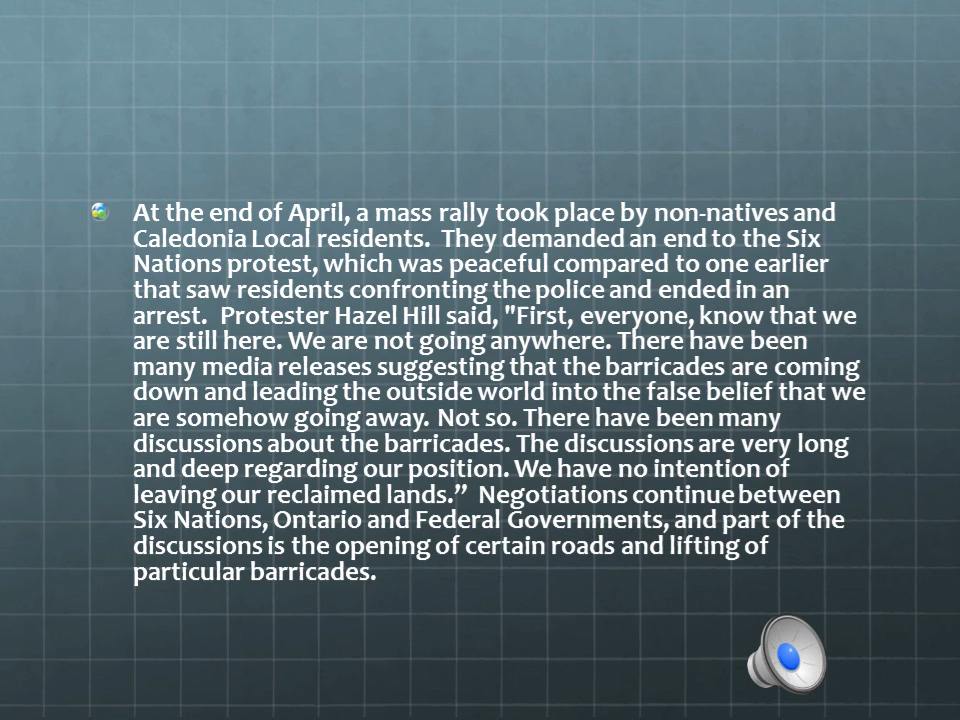 At the end of April, a mass rally took place by non-natives and
Caledonia Local residents.  They demanded an end to the Six
Nations protest, which was peaceful compared to one earlier
that saw residents confronting the police and ended in an
arrest.  Protester Hazel Hill said, "First, everyone, know that we
are still here. We are not going anywhere. There have been
many media releases suggesting that the barricades are coming
down and leading the outside world into the false belief that we
are somehow going away. Not so. There have been many
discussions about the barricades. The discussions are very long
and deep regarding our position. We have no intention of
leaving our reclaimed lands.”  Negotiations continue between
Six Nations, Ontario and Federal Governments, and part of the
discussions is the opening of certain roads and lifting of
particular barricades.